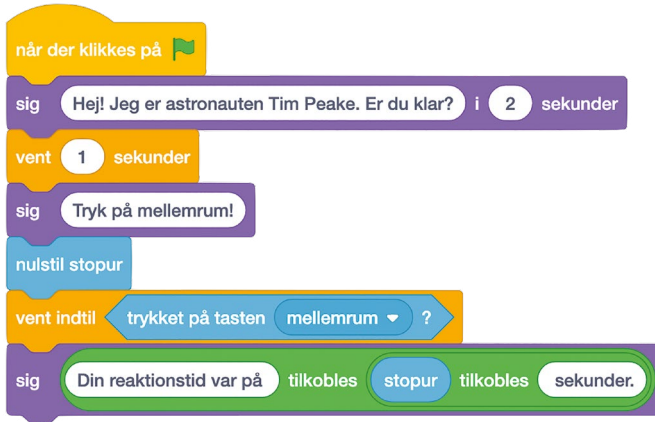 når der klikkes på
sig Hej! Jeg er astronauten Tim Peake. Er du klar? i 2 sekunder
vent 1 sekunder
sig Tryk på mellemrum!
nulstil stopur
vent indtil trykket på tasten mellemrum ?
sig Din reaktionstid var på tilkobles stopur tilkobles sekunder.